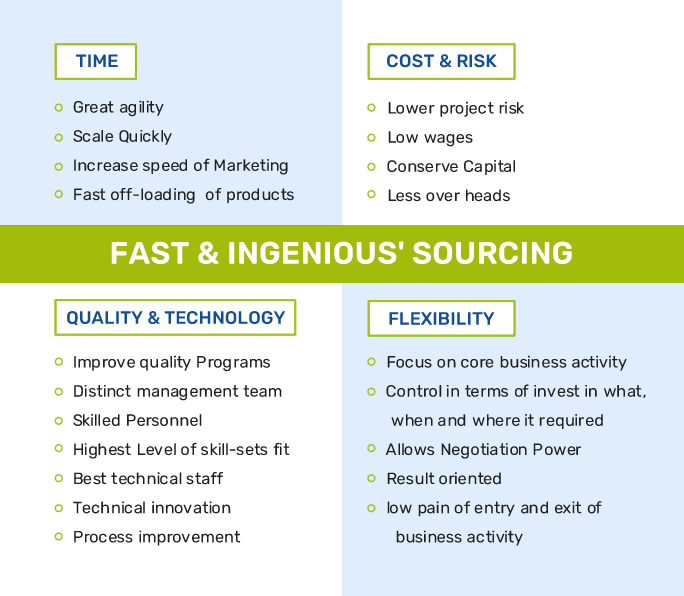 TIME
Great agility
Scale Quickly
Increase speed of Marketing
Fast off-loading of products
COST & RISK
Lower project risk
Low wages
Conserve Capital
Less over heads
FAST & INGENIOUS' SOURCING
QUALITY & TECHNOLOGY
Improve quality Programs
Distinct management team
Skilled Personnel
Highest Level of skill-sets fit
Best technical staff
Technical innovation
Process improvement
FLEXIBILITY
Focus on core business activity
Control in terms of invest in what,
when and where it required
Allows Negotiation Power
Result oriented
low pain of entry and exit of
business activity